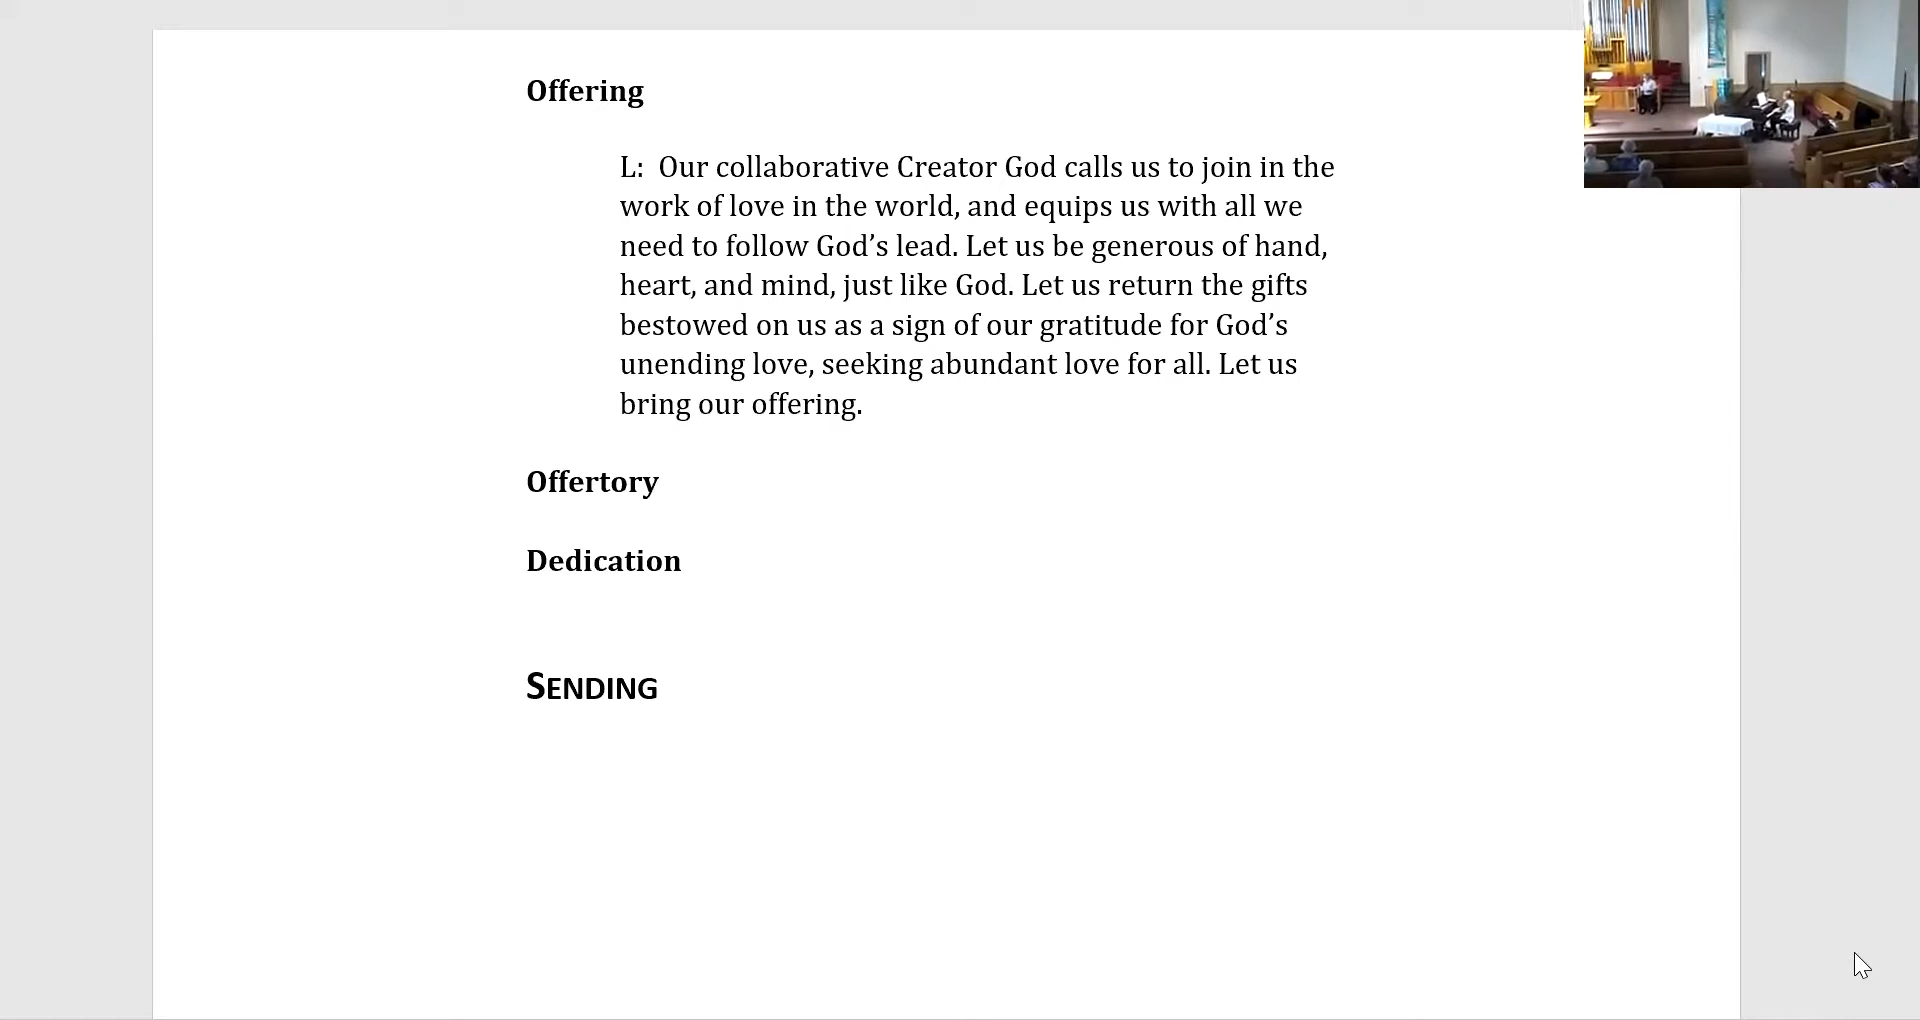 Offering
L:  Our collaborative Creator God calls us to join in the
work of love in the world, and equips us with all we
need to follow God’s lead. Let us be generous of hand,
heart, and mind, just like God. Let us return the gifts
bestowed on us as a sign of our gratitude for God’s
unending love, seeking abundant love for all. Let us
bring our offering.
Offertory
Dedication
SENDING